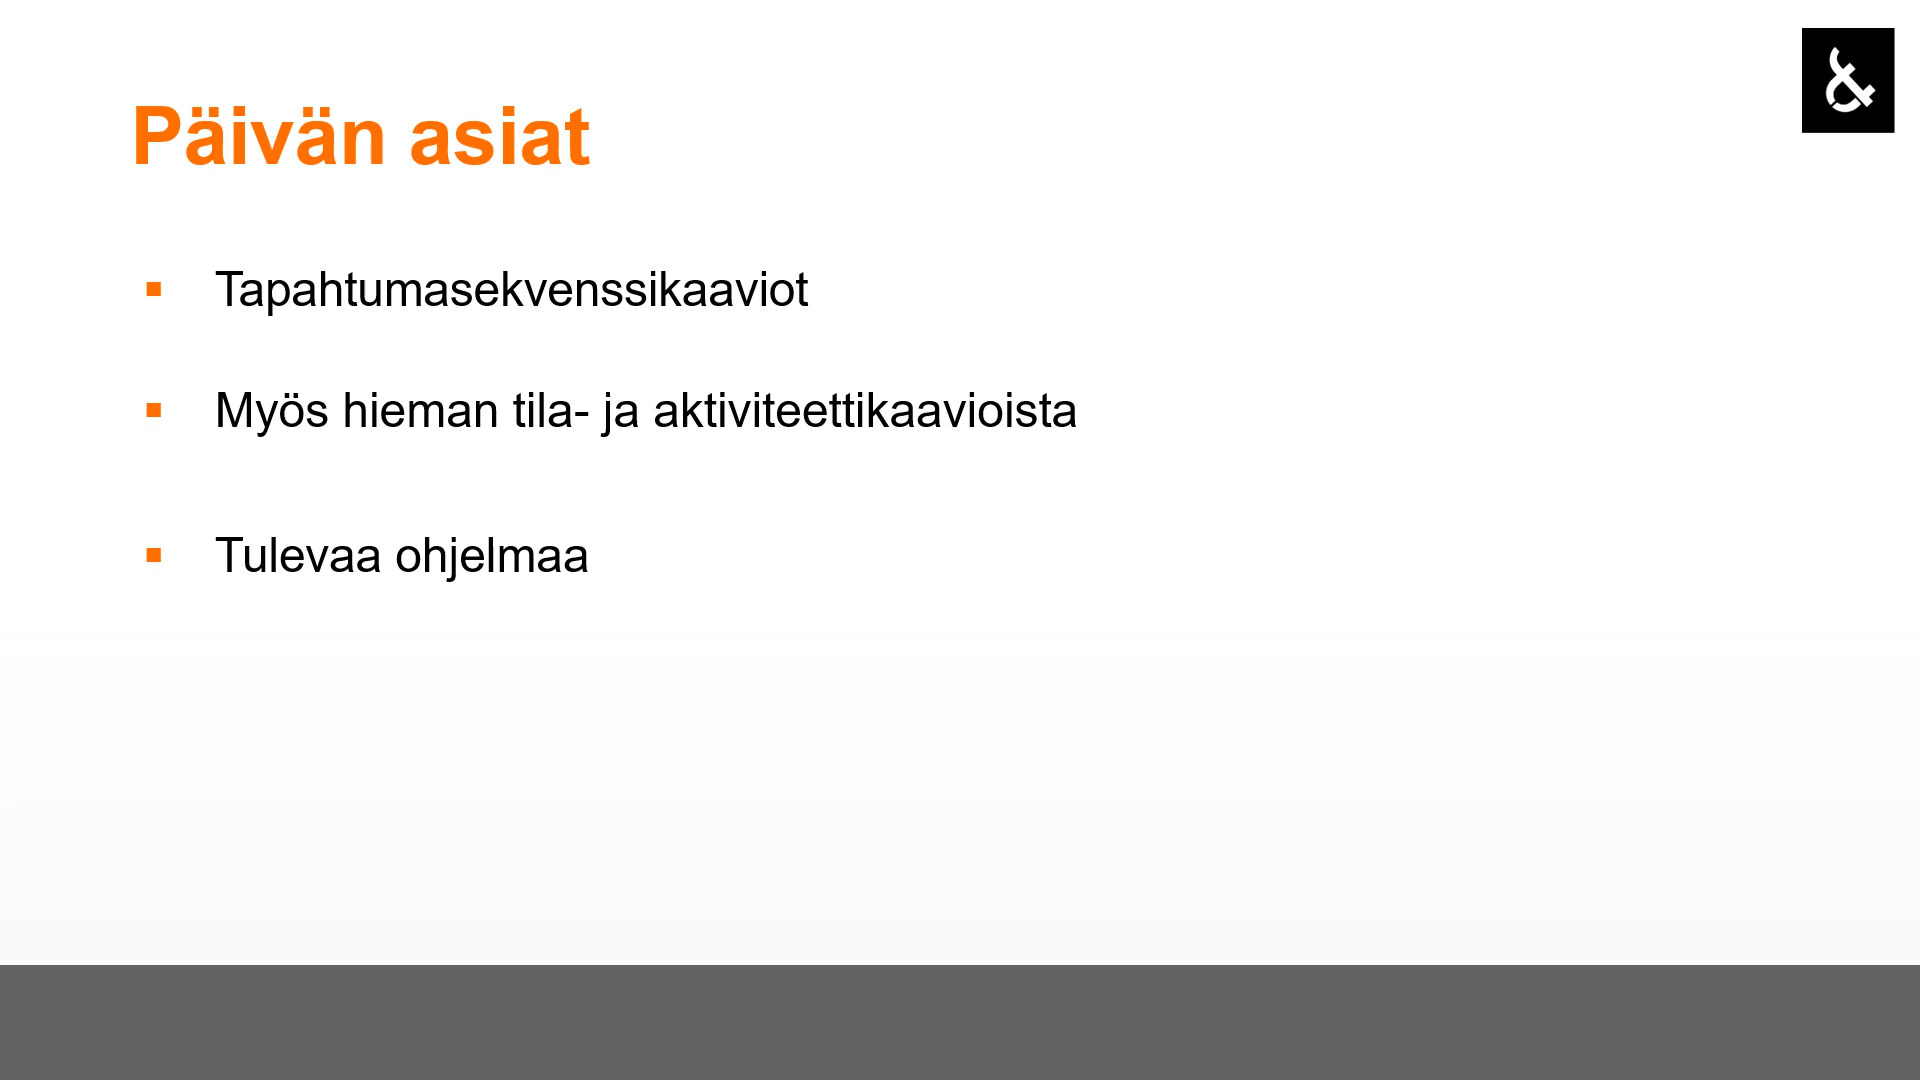 &
Päivän asiat
Tapahtumasekvenssikaaviot
Myös hieman tila- ja aktiviteettikaavioista
Tulevaa ohjelmaa